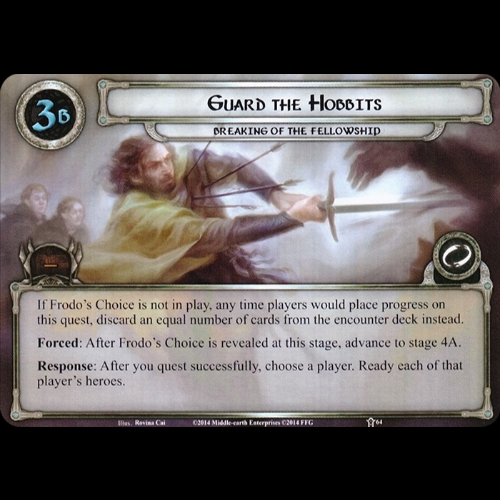 3B
GUARD THE HOBBITS
BREAKING OF THE FELLOWSHIP
If Frodo's Choice is not in play, any time players would place progress on
this quest, discard an equal number of cards from the encounter deck instead.
Forced: After Frodo's Choice is revealed at this stage, advance to stage 4A.
Response: After you quest successfully, choose a player. Ready each of that
player's heroes.
Illus. Rovina Cai ©2014 Middle-earth Enterprises ©2014 FFG 64